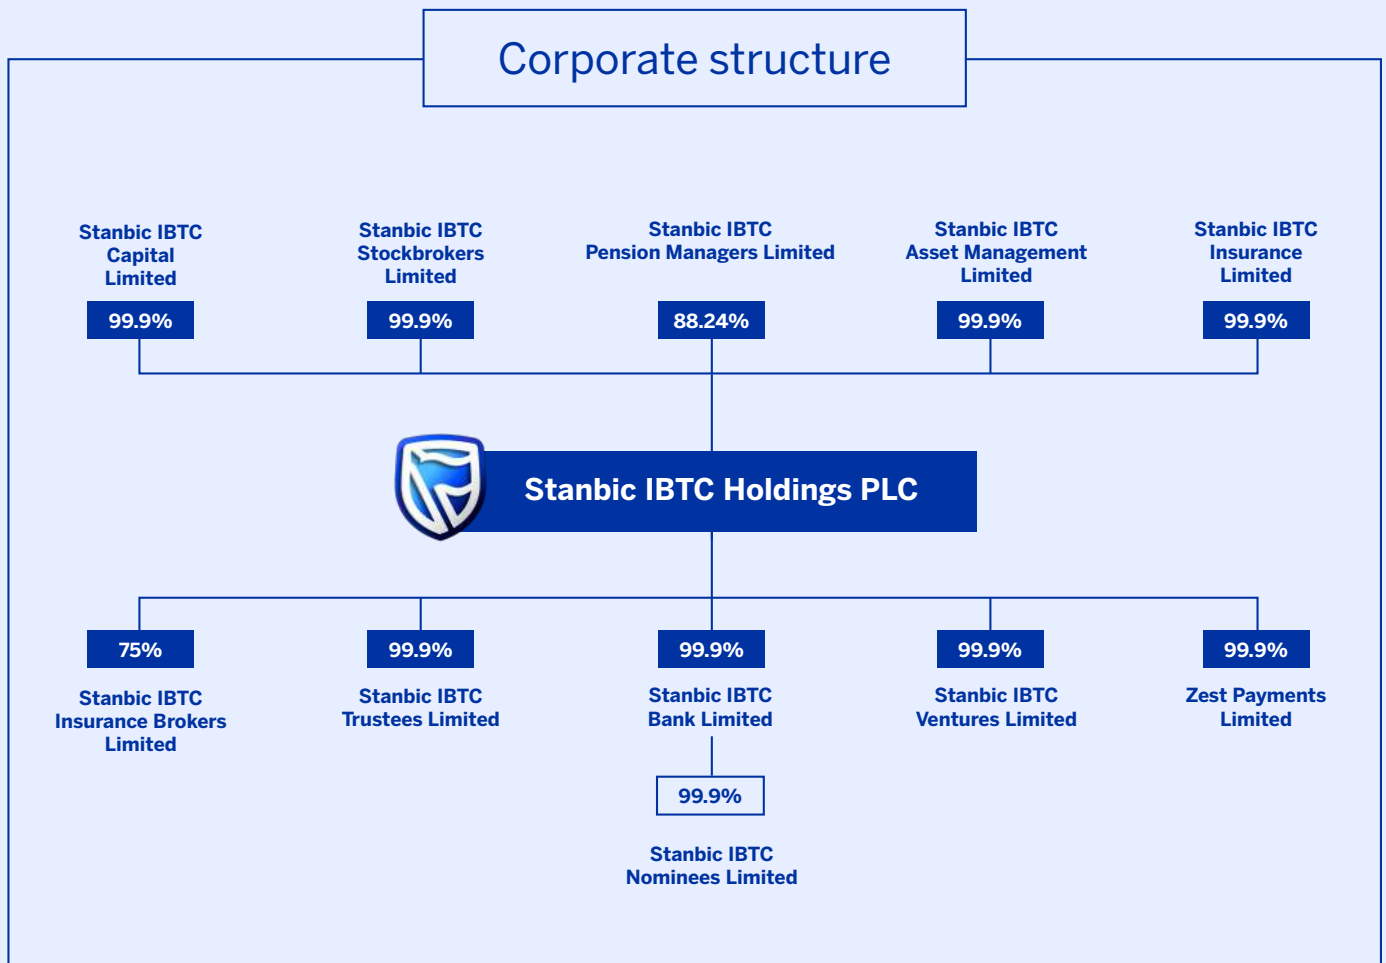 Corporate structure
Stanbic IBTC
Capital
Limited
99.9%
Stanbic IBTC
Stockbrokers
Limited
99.9%
Stanbic IBTC
Pension Managers Limited
88.24%
Stanbic IBTC
Asset Management
Limited
99.9%
Stanbic IBTC
Insurance
Limited
99.9%
Stanbic IBTC Holdings PLC
75%
Stanbic IBTC
Insurance Brokers
Limited
99.9%
Stanbic IBTC
Trustees Limited
99.9%
Stanbic IBTC
Bank Limited
99.9%
Stanbic IBTC
Nominees Limited
99.9%
Stanbic IBTC
Ventures Limited
99.9%
Zest Payments
Limited